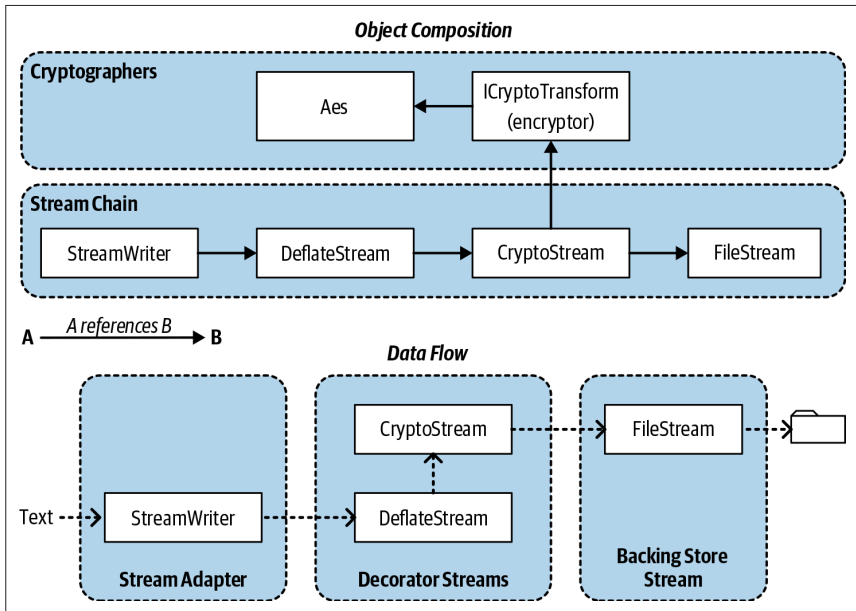 Object Composition
Cryptographers
Aes
ICryptoTransform
(encryptor)
Stream Chain
StreamWriter
DeflateStream
CryptoStream
FileStream
A
A references B
B
Data Flow
CryptoStream
FileStream
Text
StreamWriter
DeflateStream
Stream Adapter
Decorator Streams
Backing Store
Stream